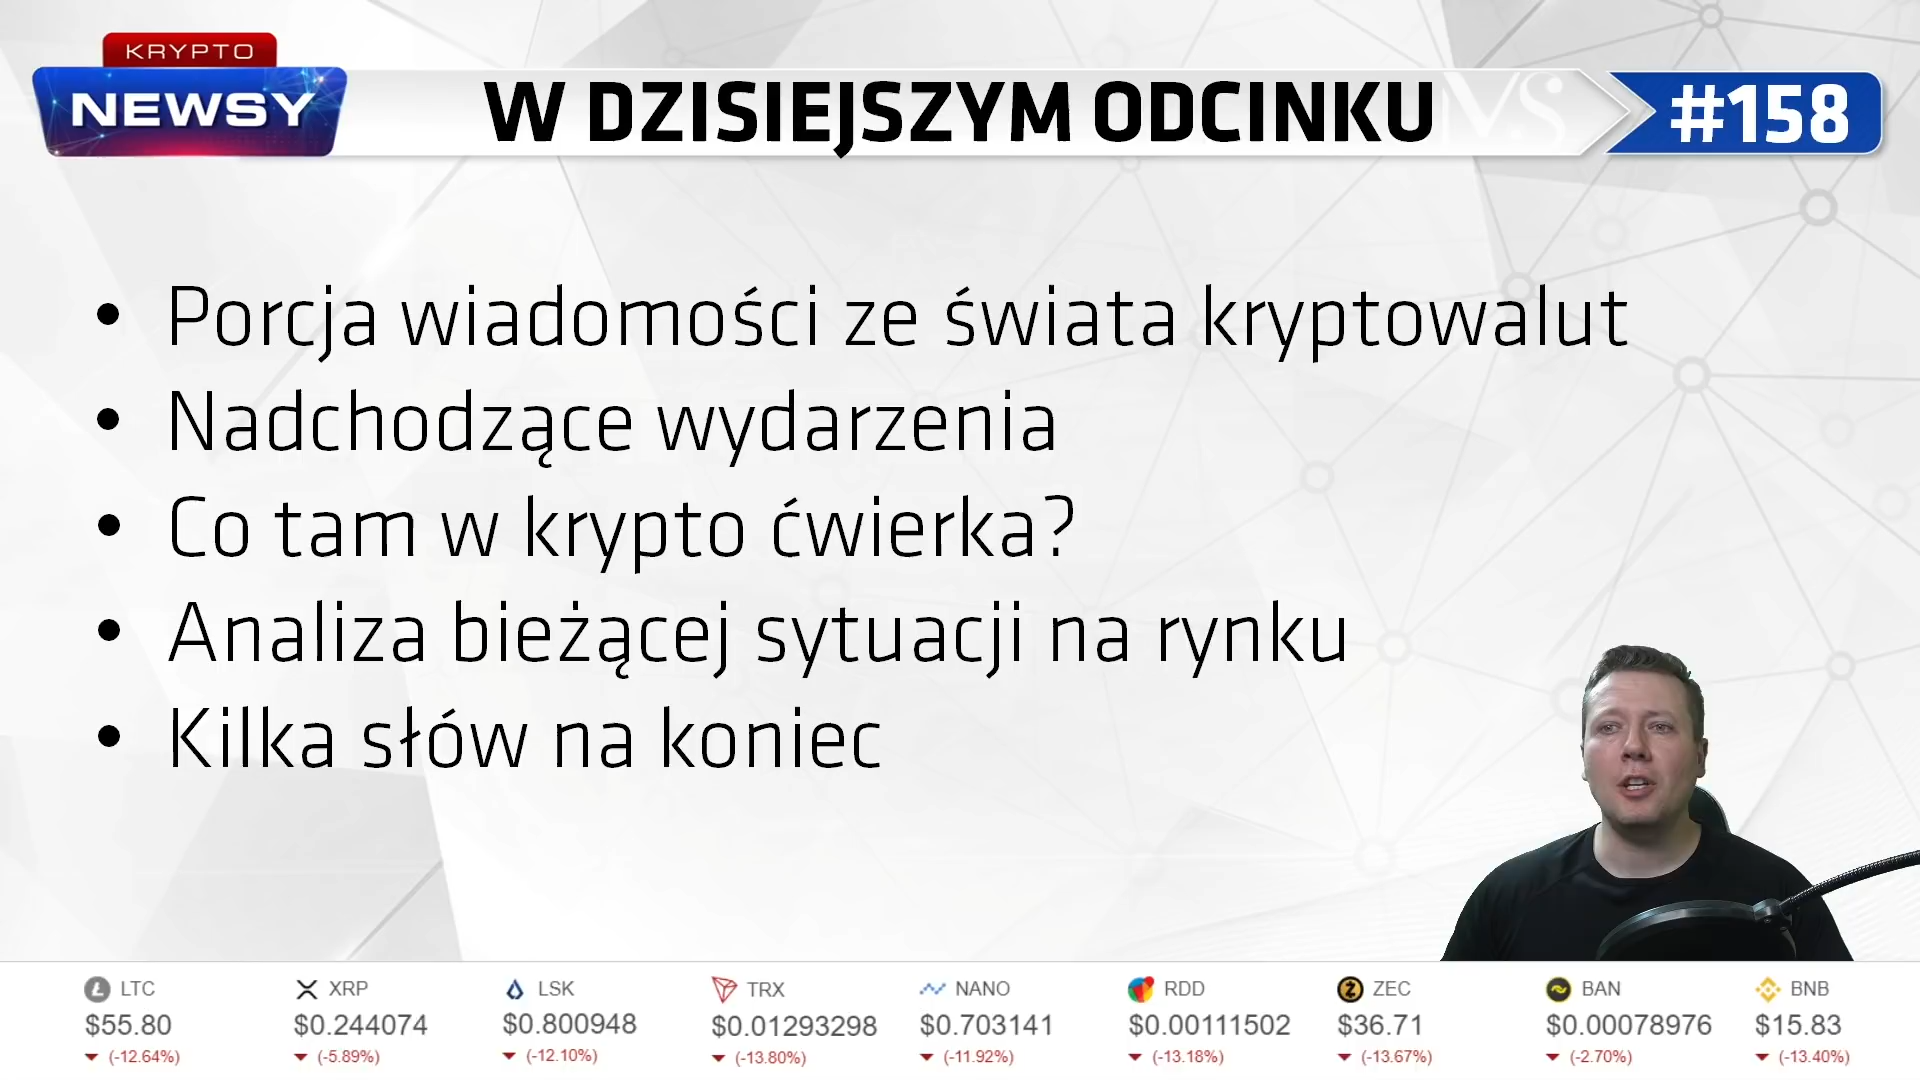 KRYPTO
NEWSY
W DZISIEJSZYM ODCINKU
#158
• Porcja wiadomości ze świata kryptowalut
• Nadchodzące wydarzenia
• Co tam w krypto ćwierka?
• Analiza bieżącej sytuacji na rynku
• Kilka słów na koniec
LTC XRP LSK TRX NANO RDD ZEC BAN BNB
$55.80 $0.244074 $0.800948 $0.01293298 $0.703141 $0.00111502 $36.71 $0.00078976 $15.83
(-12.64%) (-5.89%) (-12.10%) (-13.80%) (-11.92%) (-13.18%) (-13.67%) (-2.70%) (-13.40%)